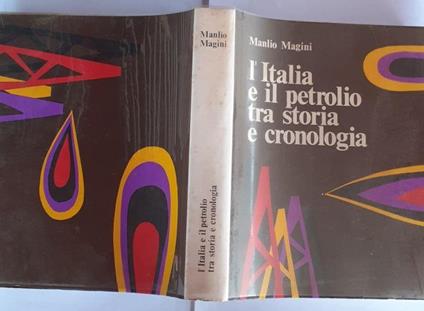 Manlio
Magini
l'Italia e il petrolio
tra storia e cronologia
Manlio Magini
l'Italia
e il petrolio
tra storia
e cronologia